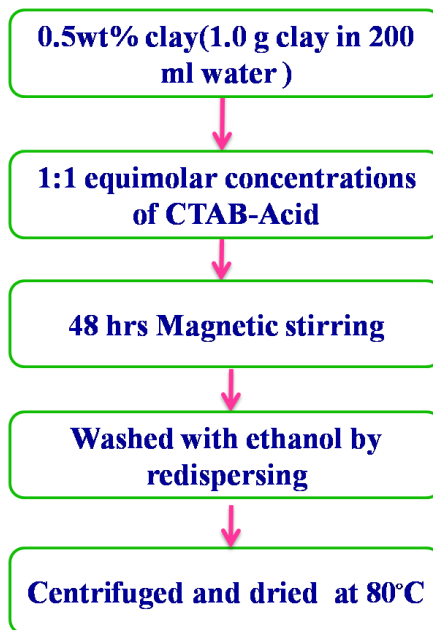 0.5wt% clay(1.0 g clay in 200
ml water )
1:1 equimolar concentrations
of CTAB-Acid
48 hrs Magnetic stirring
Washed with ethanol by
redispersing
Centrifuged and dried at 80°C